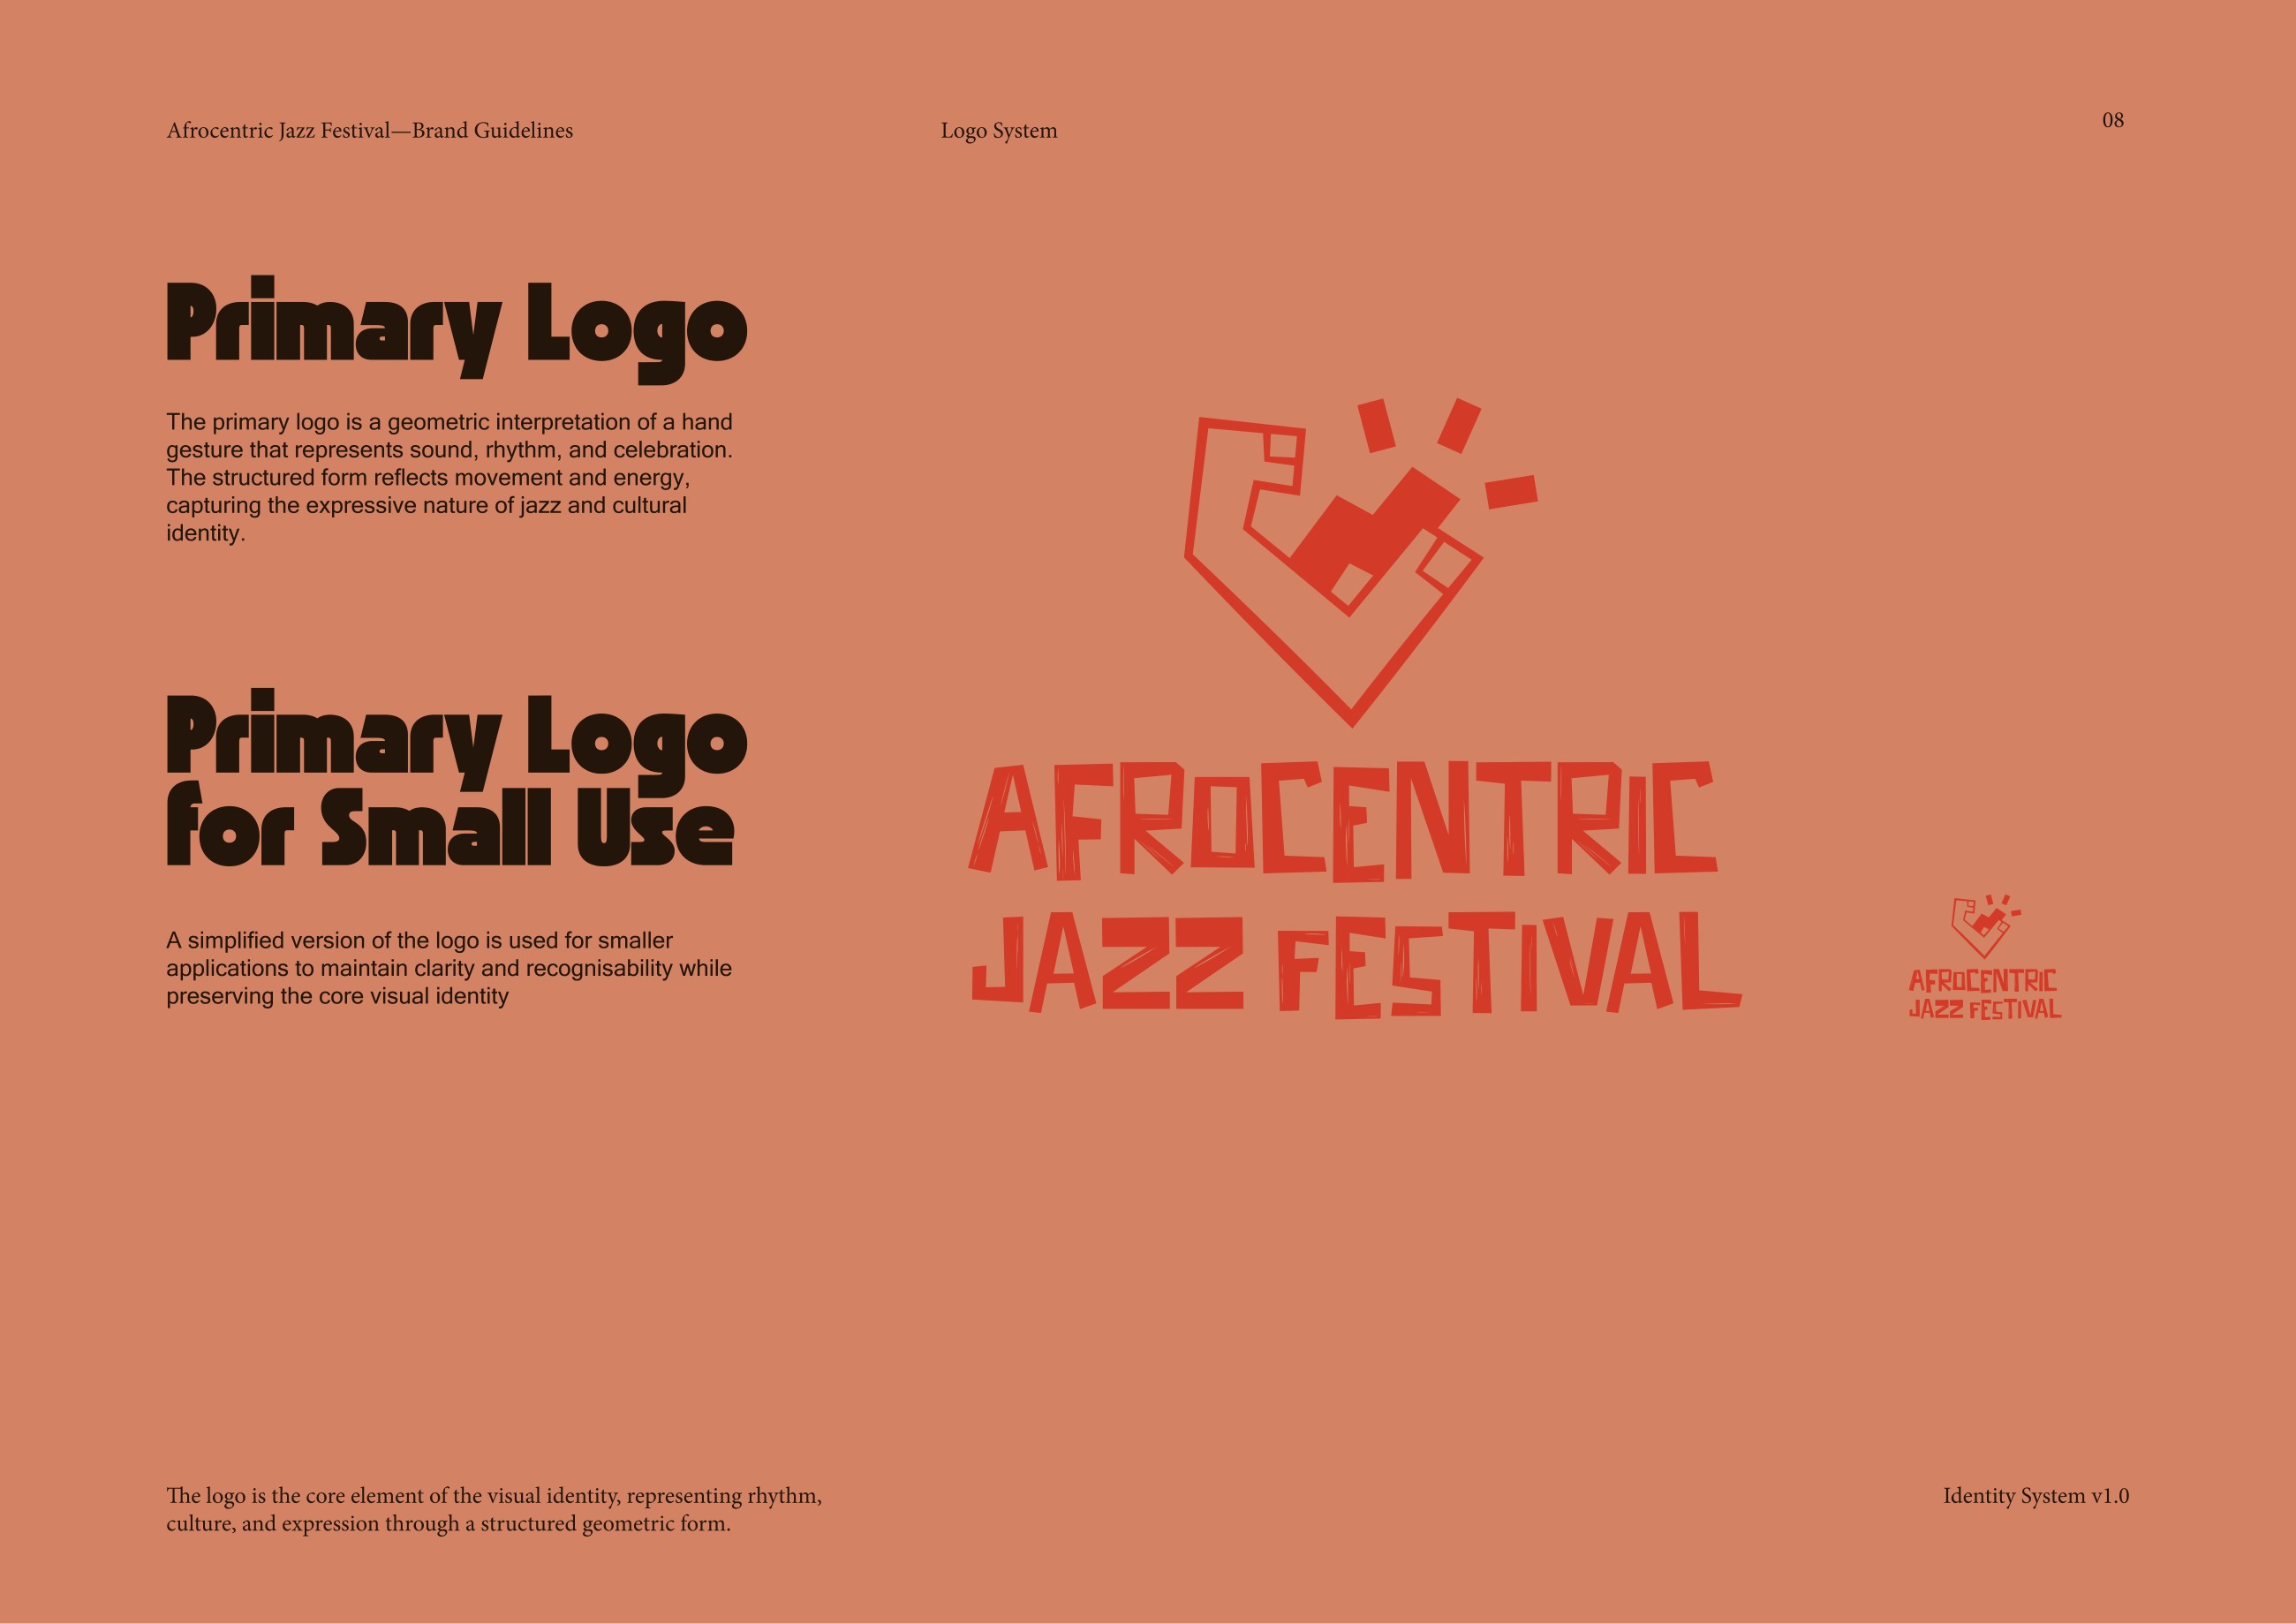 Afrocentric Jazz Festival—Brand Guidelines
Logo System
08
Primary Logo
The primary logo is a geometric interpretation of a hand
gesture that represents sound, rhythm, and celebration.
The structured form reflects movement and energy,
capturing the expressive nature of jazz and cultural
identity.
Primary Logo
for Small Use
A simplified version of the logo is used for smaller
applications to maintain clarity and recognisability while
preserving the core visual identity
AFROCENTRIC
JAZZ FESTIVAL
AFROCENTRIC
JAZZ FESTIVAL
The logo is the core element of the visual identity, representing rhythm,
culture, and expression through a structured geometric form.
Identity System v1.0